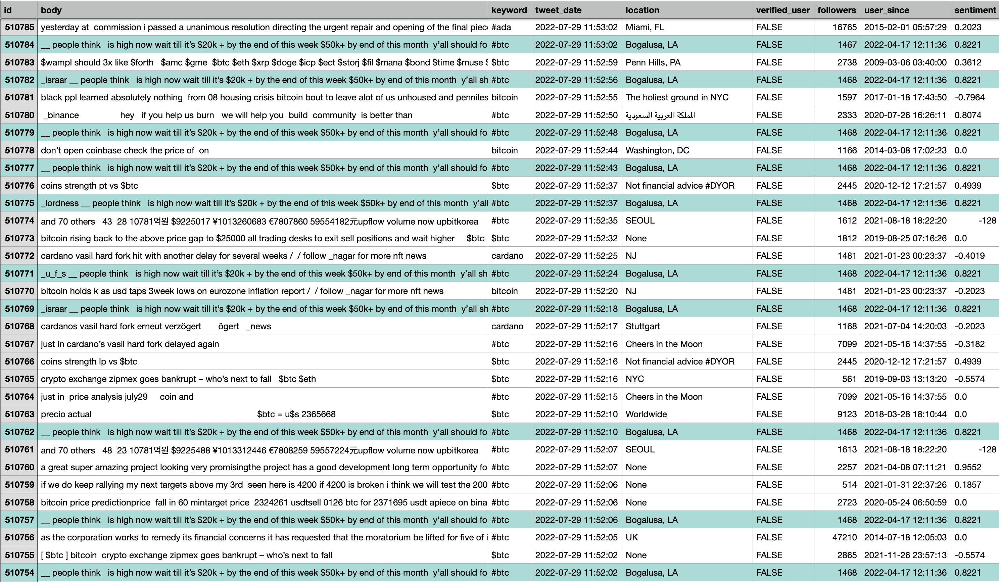 id body keyword tweet_date location verified_user followers user_since sentiment
510785 yesterday at  commission i passed a unanimous resolution directing the urgent repair and opening of the final piec #ada 2022-07-29 11:53:02 Miami, FL FALSE 16765 2015-02-01 05:57:29 0.2023
510784 __ people think   is high now wait till it’s $20k + by the end of this week $50k+ by end of this month  y’all should fo #btc 2022-07-29 11:53:02 Bogalusa, LA FALSE 1467 2022-04-17 12:11:36 0.8221
510783 $wampl should 3x like $forth   $amc $gme  $btc $eth $xrp $doge $icp $ect $storj $fil $mana $bond $time $muse $ $btc 2022-07-29 11:52:59 Penn Hills, PA FALSE 2738 2009-03-06 03:40:00 0.3612
510782 _israar __ people think   is high now wait till it’s $20k + by the end of this week $50k+ by end of this month  y’all sh #btc 2022-07-29 11:52:56 Bogalusa, LA FALSE 1468 2022-04-17 12:11:36 0.8221
510781 black ppl learned absolutely nothing  from 08 housing crisis bitcoin bout to leave alot of us unhoused and penniles bitcoin 2022-07-29 11:52:55 The holiest ground in NYC FALSE 1597 2017-01-18 17:43:50 -0.7964
510780 _binance hey   if you help us burn   we will help you  build  community  is better than #btc 2022-07-29 11:52:50 المملكة العربية السعودية FALSE 2333 2020-07-26 16:26:11 0.8074
510779 __ people think   is high now wait till it’s $20k + by the end of this week $50k+ by end of this month  y’all should fo #btc 2022-07-29 11:52:48 Bogalusa, LA FALSE 1468 2022-04-17 12:11:36 0.8221
510778 don’t open coinbase check the price of  on bitcoin 2022-07-29 11:52:44 Washington, DC FALSE 1166 2014-03-08 17:02:23 0.0
510777 __ people think   is high now wait till it’s $20k + by the end of this week $50k+ by end of this month  y’all should fo #btc 2022-07-29 11:52:43 Bogalusa, LA FALSE 1468 2022-04-17 12:11:36 0.8221
510776 coins strength pt vs $btc $btc 2022-07-29 11:52:37 Not financial advice #DYOR FALSE 2445 2020-12-12 17:21:57 0.4939
510775 _lordness __ people think   is high now wait till it’s $20k + by the end of this week $50k+ by end of this month  y’all #btc 2022-07-29 11:52:37 Bogalusa, LA FALSE 1468 2022-04-17 12:11:36 0.8221
510774 and 70 others   43  28 10781억원 $9225017 ¥1013260683 €7807860 59554182元upflow volume now upbitkorea #btc 2022-07-29 11:52:35 SEOUL FALSE 1612 2021-08-18 18:22:20 -128
510773 bitcoin rising back to the above price gap to $25000 all trading desks to exit sell positions and wait higher     $btc $btc 2022-07-29 11:52:32 None FALSE 1812 2019-08-25 07:16:26 0.0
510772 cardano vasil hard fork hit with another delay for several weeks /  / follow _nagar for more nft news cardano 2022-07-29 11:52:25 NJ FALSE 1481 2021-01-23 00:23:37 -0.4019
510771 _u_f_s __ people think   is high now wait till it’s $20k + by the end of this week $50k+ by end of this month  y’all sh #btc 2022-07-29 11:52:24 Bogalusa, LA FALSE 1468 2022-04-17 12:11:36 0.8221
510770 bitcoin holds k as usd taps 3week lows on eurozone inflation report /  / follow _nagar for more nft news bitcoin 2022-07-29 11:52:20 NJ FALSE 1481 2021-01-23 00:23:37 -0.2023
510769 _israar __ people think   is high now wait till it’s $20k + by the end of this week $50k+ by end of this month  y’all sh #btc 2022-07-29 11:52:18 Bogalusa, LA FALSE 1468 2022-04-17 12:11:36 0.8221
510768 cardanos vasil hard fork erneut verzögert ögert   _news cardano 2022-07-29 11:52:17 Stuttgart FALSE 1168 2021-07-04 14:20:03 -0.2023
510767 just in cardano’s vasil hard fork delayed again #btc 2022-07-29 11:52:16 Cheers in the Moon FALSE 7099 2021-05-16 14:37:55 -0.3182
510766 coins strength lp vs $btc $btc 2022-07-29 11:52:16 Not financial advice #DYOR FALSE 2445 2020-12-12 17:21:57 0.4939
510765 crypto exchange zipmex goes bankrupt – who’s next to fall   $btc $eth $btc 2022-07-29 11:52:16 NYC FALSE 561 2019-09-03 13:13:20 -0.5574
510764 just in  price analysis july29     coin and #btc 2022-07-29 11:52:15 Cheers in the Moon FALSE 7099 2021-05-16 14:37:55 0.0
510763 precio actual $btc = u$s 2365668 $btc 2022-07-29 11:52:10 Worldwide FALSE 9123 2018-03-28 18:10:44 0.0
510762 __ people think   is high now wait till it’s $20k + by the end of this week $50k+ by end of this month  y’all should fo #btc 2022-07-29 11:52:10 Bogalusa, LA FALSE 1468 2022-04-17 12:11:36 0.8221
510761 and 70 others   48  23 10781억원 $9225488 ¥1013312446 €7808259 59557224元upflow volume now upbitkorea #btc 2022-07-29 11:52:07 SEOUL FALSE 1613 2021-08-18 18:22:20 -128
510760 a great super amazing project looking very promisingthe project has a good development long term opportunity fo #btc 2022-07-29 11:52:07 None FALSE 2257 2021-04-08 07:11:21 0.9552
510759 if we do keep rallying my next targets above my 3rd  seen here is 4200 if 4200 is broken i think we will test the 200 #btc 2022-07-29 11:52:06 None FALSE 514 2021-01-31 22:37:26 0.1857
510758 bitcoin price predictionprice  fall in 60 mintarget price  2324261 usdtsell 0126 btc for 2371695 usdt apiece on bina #btc 2022-07-29 11:52:06 None FALSE 2723 2020-05-24 06:50:59 0.0
510757 __ people think   is high now wait till it’s $20k + by the end of this week $50k+ by end of this month  y’all should fo #btc 2022-07-29 11:52:06 Bogalusa, LA FALSE 1468 2022-04-17 12:11:36 0.8221
510756 as the corporation works to remedy its financial concerns it has requested that the moratorium be lifted for five of i #btc 2022-07-29 11:52:05 UK FALSE 47210 2014-07-18 12:05:03 0.0
510755 [ $btc ] bitcoin  crypto exchange zipmex goes bankrupt – who’s next to fall $btc 2022-07-29 11:52:02 None FALSE 2865 2021-11-26 23:57:13 -0.5574
510754 __ people think   is high now wait till it’s $20k + by the end of this week $50k+ by end of this month  y’all should fo #btc 2022-07-29 11:52:02 Bogalusa, LA FALSE 1468 2022-04-17 12:11:36 0.8221